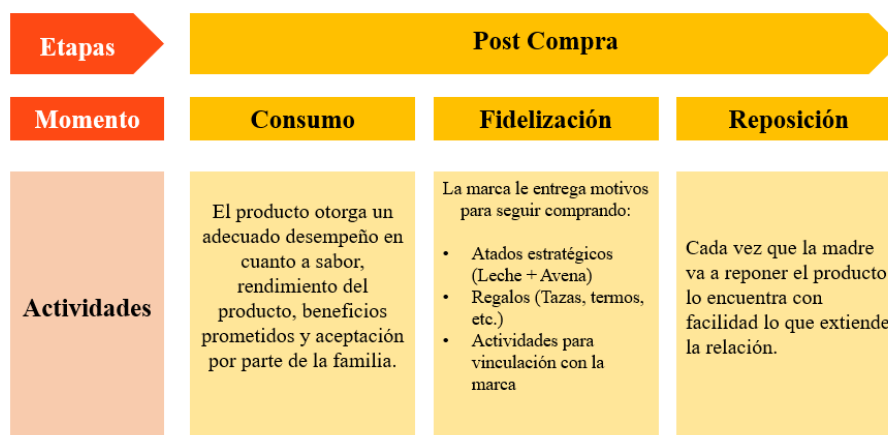 Etapas
Post Compra
Momento
Consumo
Fidelización
Reposición
Actividades
El producto otorga un
adecuado desempeño en
cuanto a sabor,
rendimiento del
producto, beneficios
prometidos y aceptación
por parte de la familia.
La marca le entrega motivos
para seguir comprando:
• Atados estratégicos
(Leche + Avena)
• Regalos (Tazas, termos,
etc.)
• Actividades para
vinculación con la
marca
Cada vez que la madre
va a reponer el producto
lo encuentra con
facilidad lo que extiende
la relación.